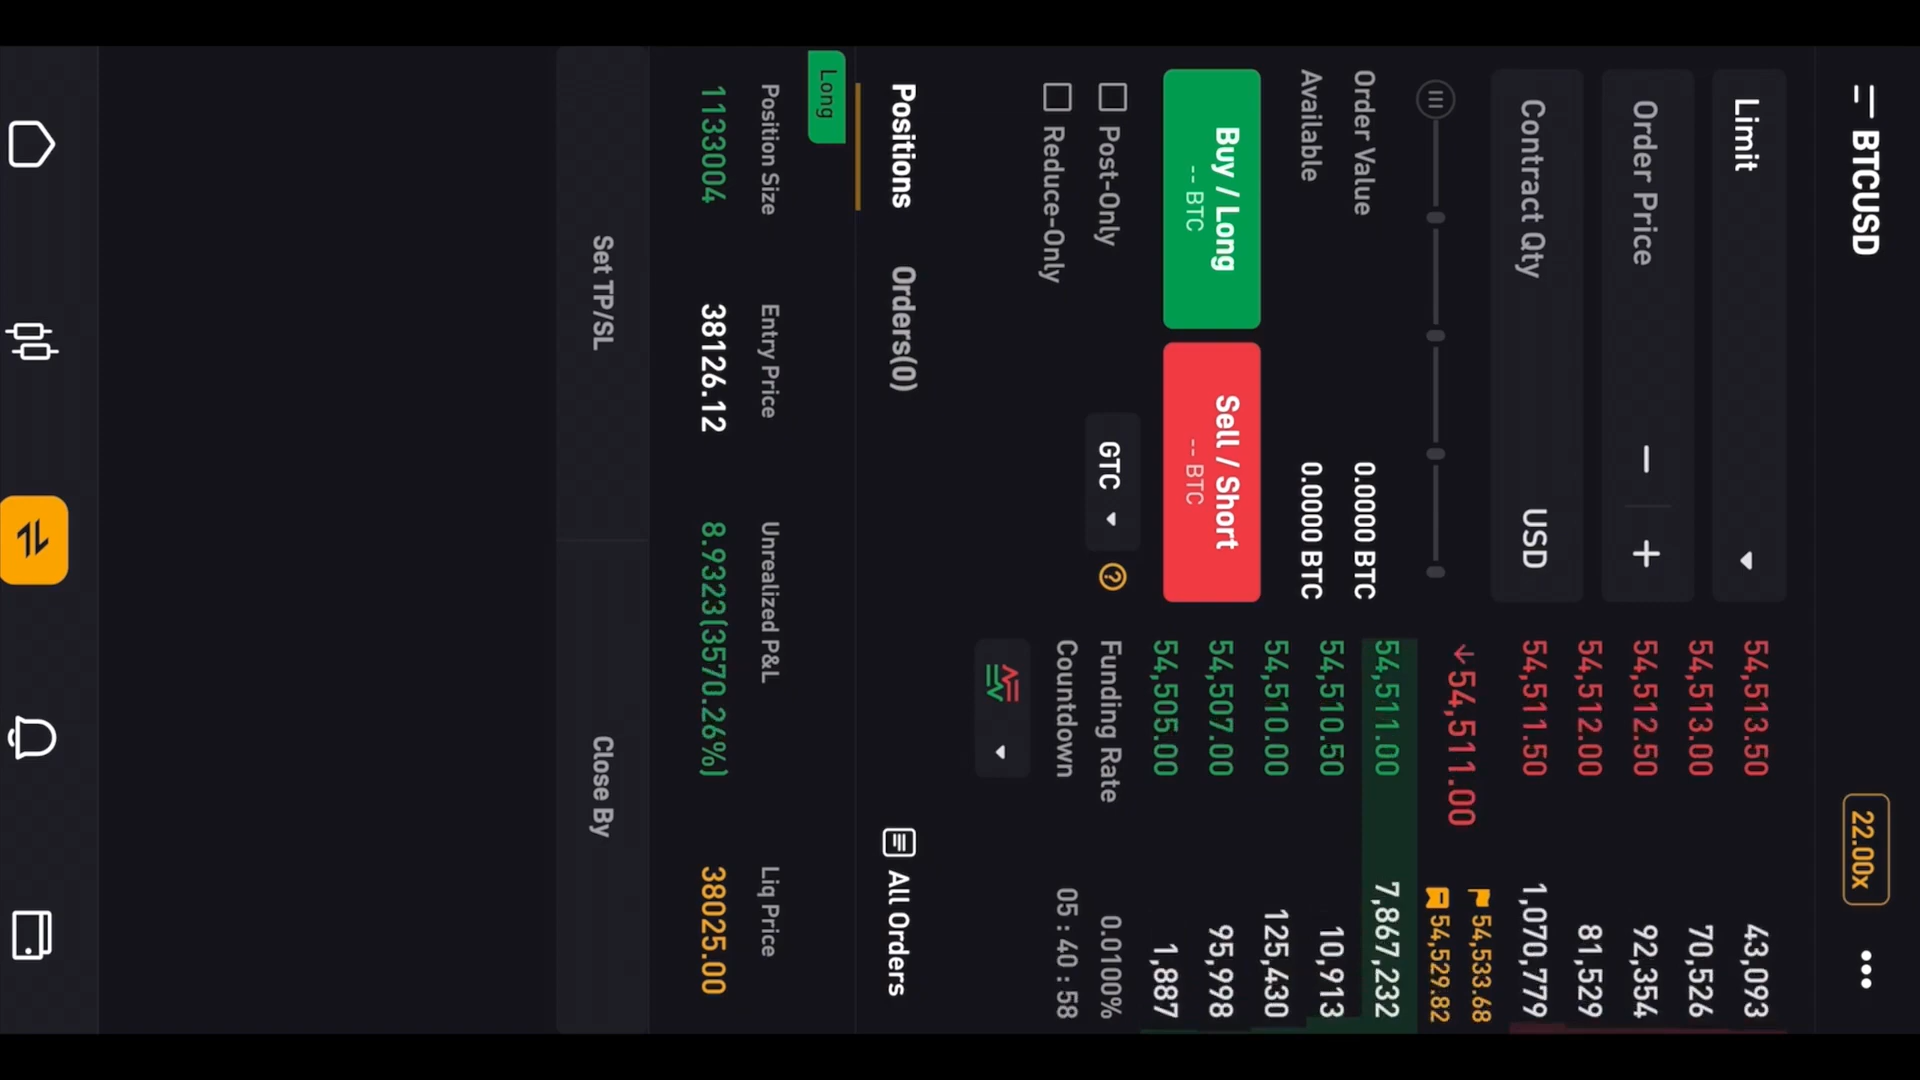 BTCUSD
22.00x
Limit
Order Price
Contract Qty
USD
Order Value
0.0000 BTC
Available
0.0000 BTC
Buy / Long
-- BTC
Sell / Short
-- BTC
Post-Only
GTC
Reduce-Only
54,513.50 43,093
54,513.00 70,526
54,512.50 92,354
54,512.00 81,529
54,511.50 1,070,779
↓54,511.00
54,533.68
54,529.82
54,511.00 7,867,232
54,510.50 10,913
54,510.00 125,430
54,507.00 95,998
54,505.00 1,887
Funding Rate 0.0100%
Countdown 05:40:58
Positions Orders(0) All Orders
Long
Position Size Entry Price Unrealized P&L Liq Price
1133004 38126.12 8.9323(3570.26%) 38025.00
Set TP/SL Close By